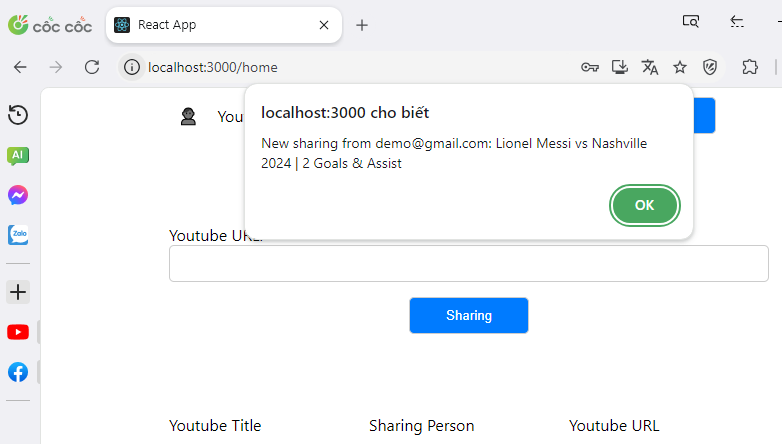 cốc cốc
React App
localhost:3000/home
localhost:3000 cho biết
New sharing from demo@gmail.com: Lionel Messi vs Nashville
2024 | 2 Goals & Assist
OK
You
AI
Zalo
Youtube URL:
Sharing
Youtube Title Sharing Person Youtube URL